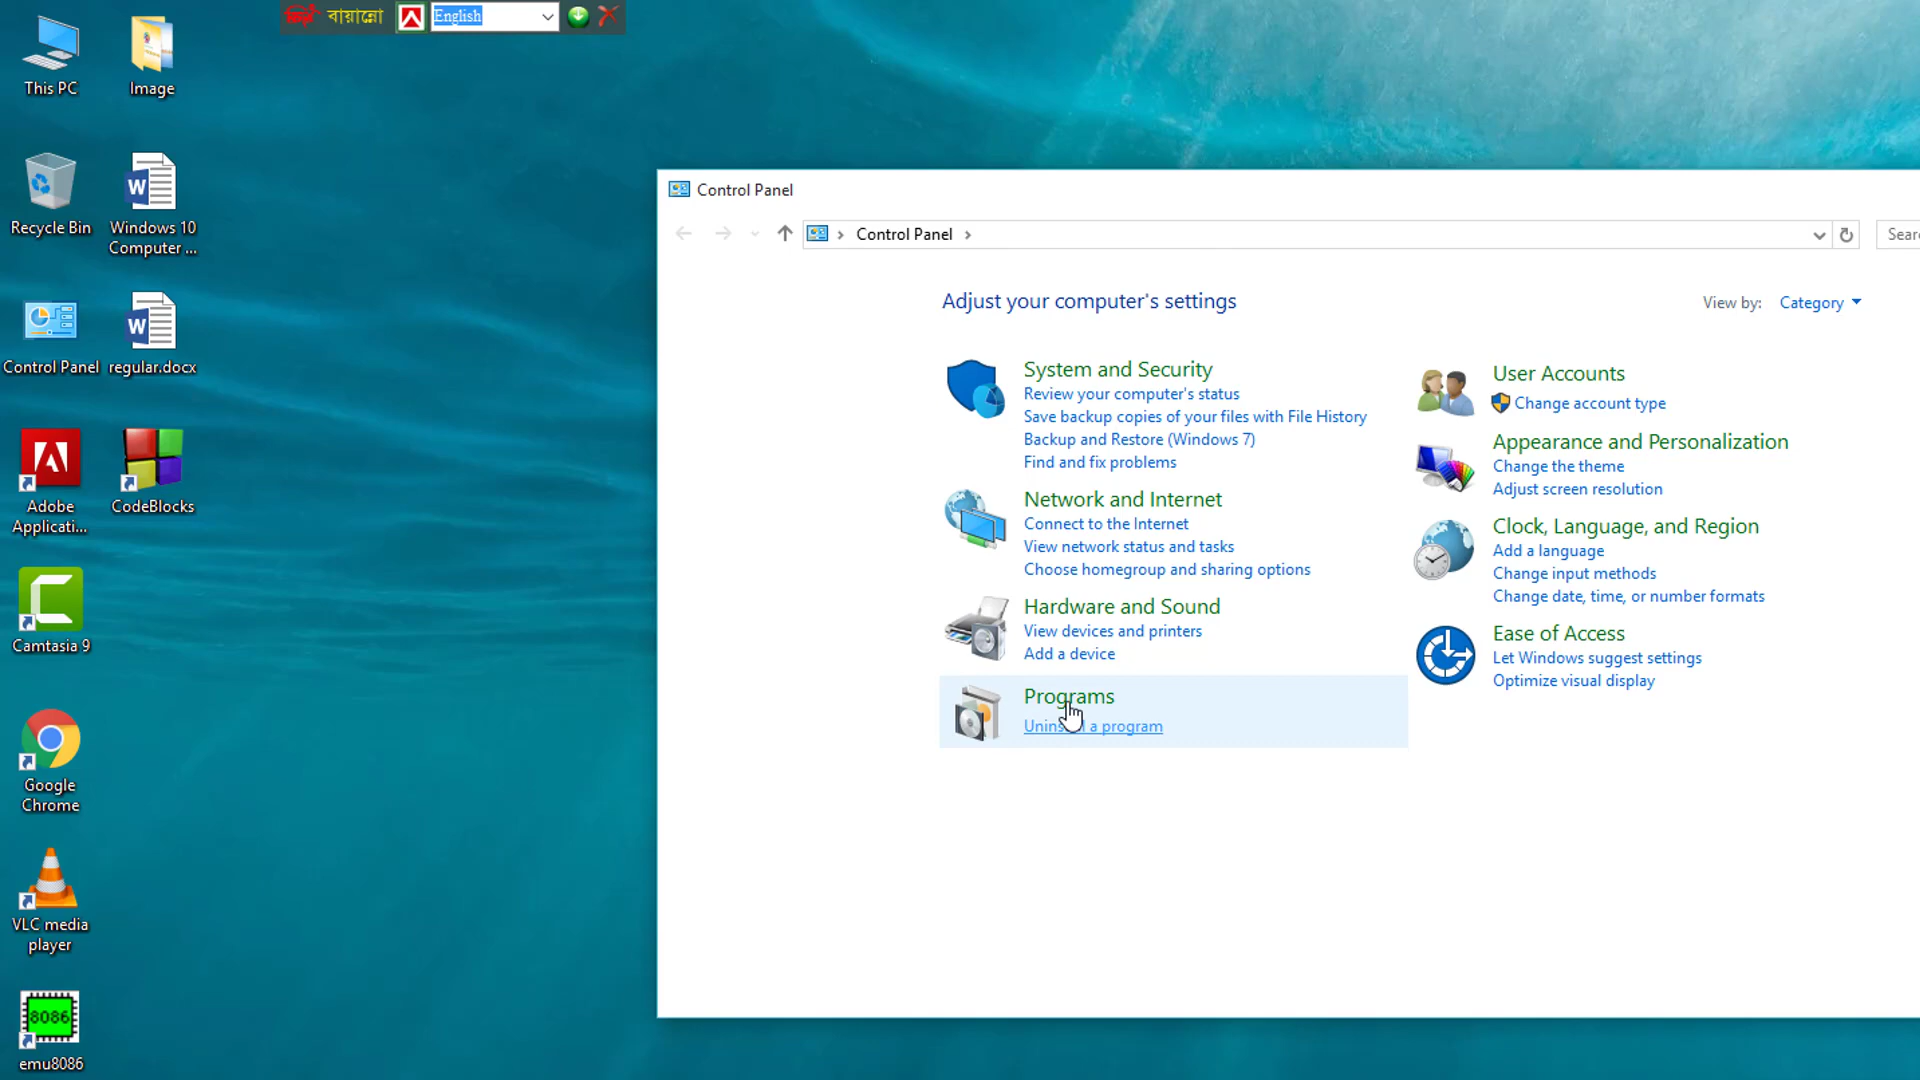 বায়ান্নো
English
This PC
Image
Recycle Bin
Windows 10
Computer ...
Control Panel
regular.docx
Adobe
Applicati...
CodeBlocks
Camtasia 9
Google
Chrome
VLC media
player
8086
emu8086
Control Panel
Control Panel
Sear
Adjust your computer's settings
View by: Category
System and Security
Review your computer's status
Save backup copies of your files with File History
Backup and Restore (Windows 7)
Find and fix problems
Network and Internet
Connect to the Internet
View network status and tasks
Choose homegroup and sharing options
Hardware and Sound
View devices and printers
Add a device
Programs
Uninstall a program
User Accounts
Change account type
Appearance and Personalization
Change the theme
Adjust screen resolution
Clock, Language, and Region
Add a language
Change input methods
Change date, time, or number formats
Ease of Access
Let Windows suggest settings
Optimize visual display